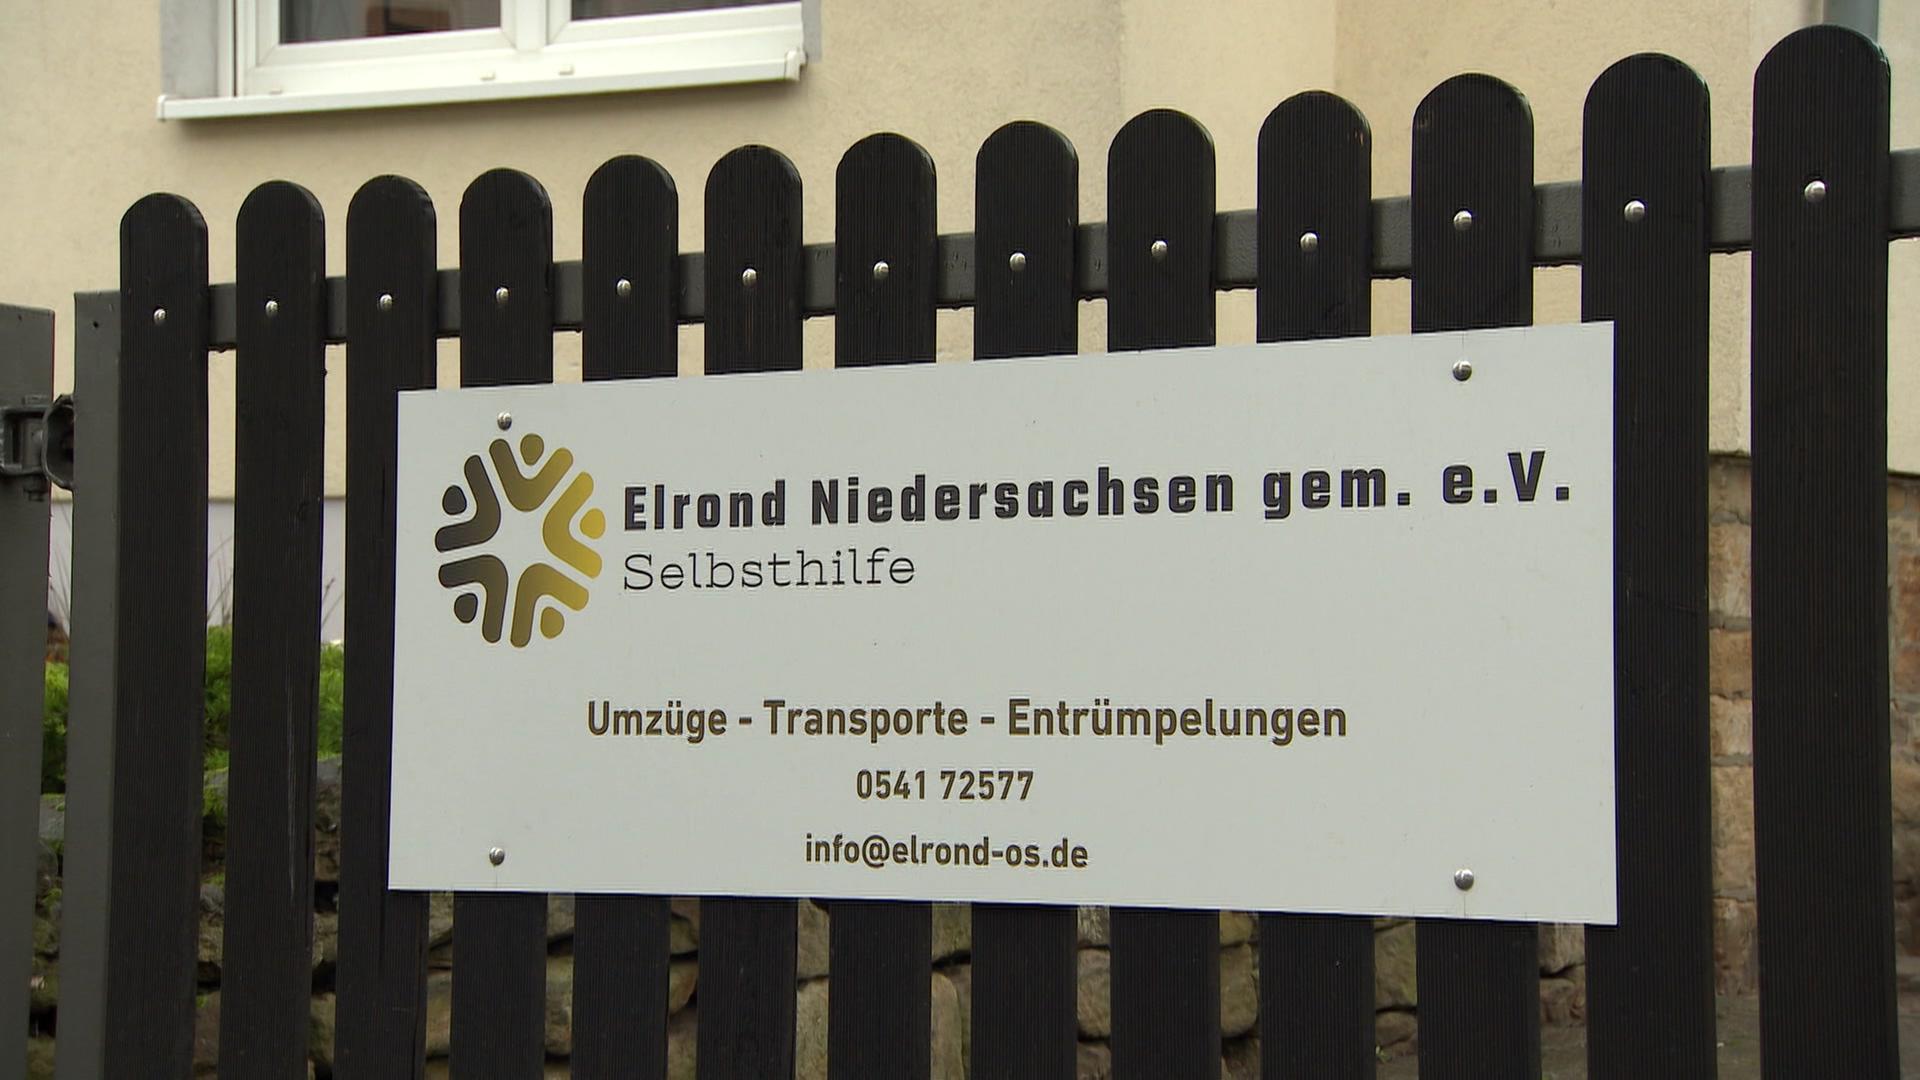 Elrond Niedersachsen gem. e.V.
Selbsthilfe
Umzüge - Transporte - Entrümpelungen
0541 72577
info@elrond-os.de